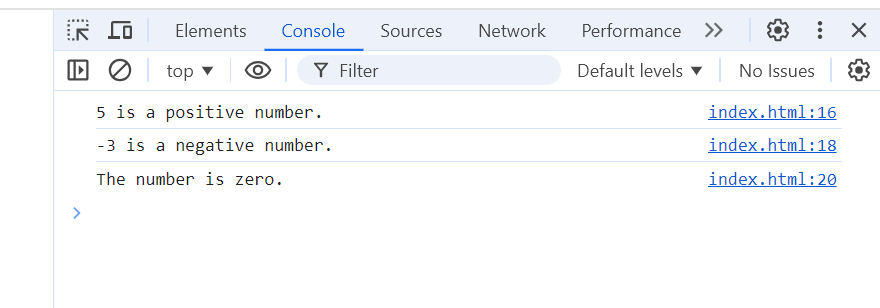 Elements Console Sources Network Performance
top Filter Default levels No Issues
5 is a positive number. index.html:16
-3 is a negative number. index.html:18
The number is zero. index.html:20